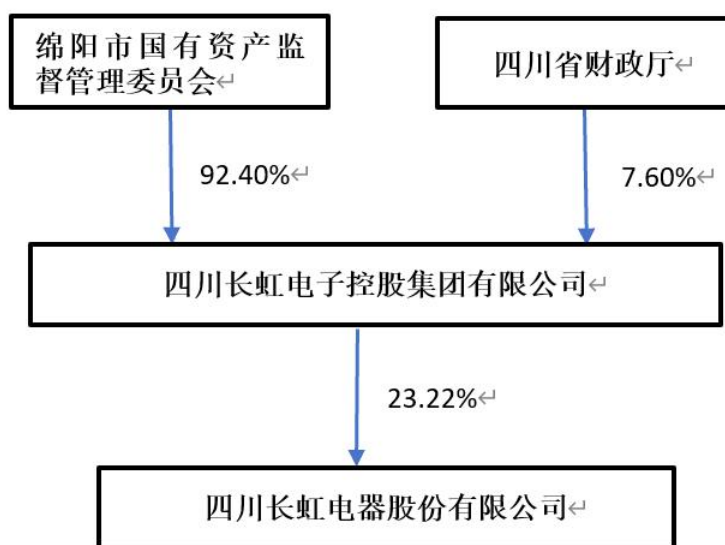 绵阳市国有资产监
督管理委员会↵
四川省财政厅↵
92.40%↵
7.60%↵
四川长虹电子控股集团有限公司↵
23.22%↵
四川长虹电器股份有限公司↵